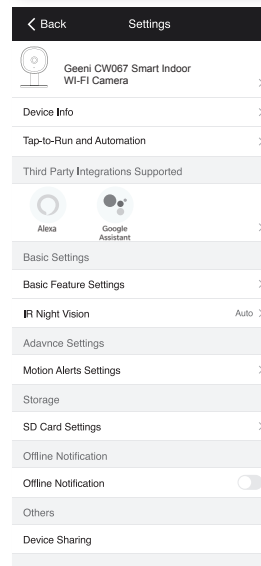 Back Settings
Geeni CW067 Smart Indoor
WI-FI Camera
Device Info
Tap-to-Run and Automation
Third Party Integrations Supported
Alexa Google
Assistant
Basic Settings
Basic Feature Settings
IR Night Vision Auto
Adavnce Settings
Motion Alerts Settings
Storage
SD Card Settings
Offline Notification
Offline Notification
Others
Device Sharing